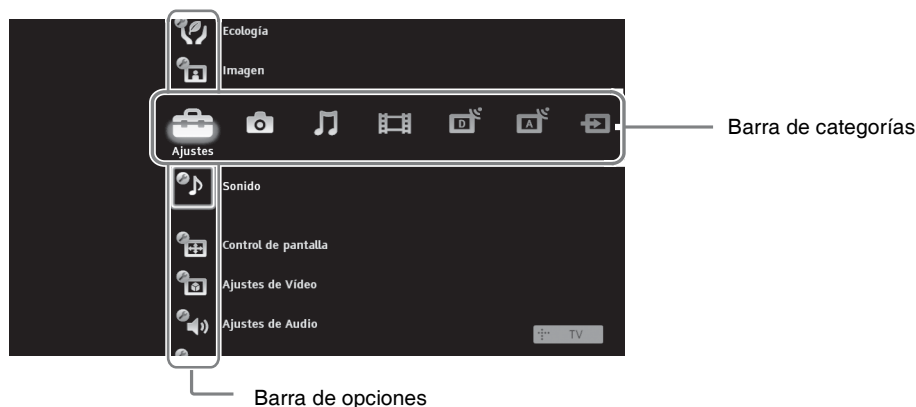 Ecología
Imagen
D
A
Barra de categorías
Ajustes
Sonido
Control de pantalla
Ajustes de Vídeo
Ajustes de Audio
TV
Barra de opciones